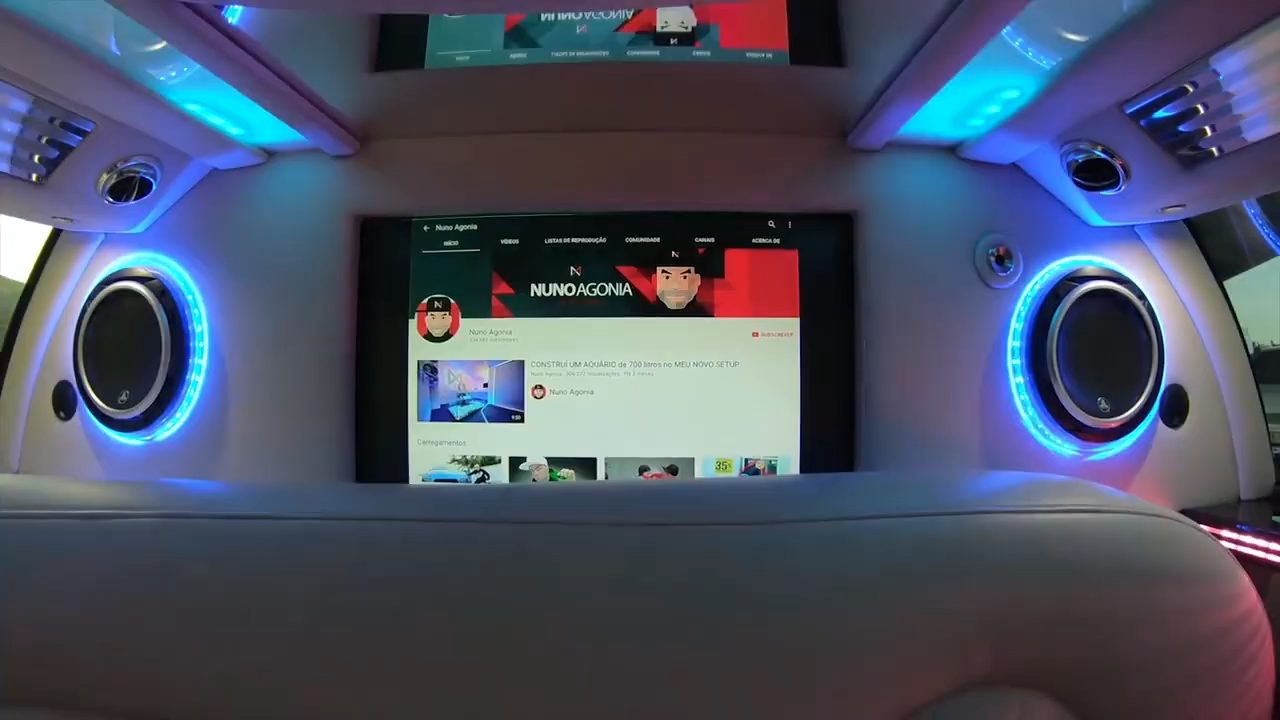 NUNOAGONIA
Nuno Agonia
INÍCIO
VÍDEOS
LISTAS DE REPRODUÇÃO
COMUNIDADE
CANAIS
ACERCA DE
N
NUNOAGONIA
Nuno Agonia
SUBSCREVER
CONSTRUÍ UM AQUÁRIO de 700 litros no MEU NOVO SETUP
Nuno Agonia
Carregamentos
35